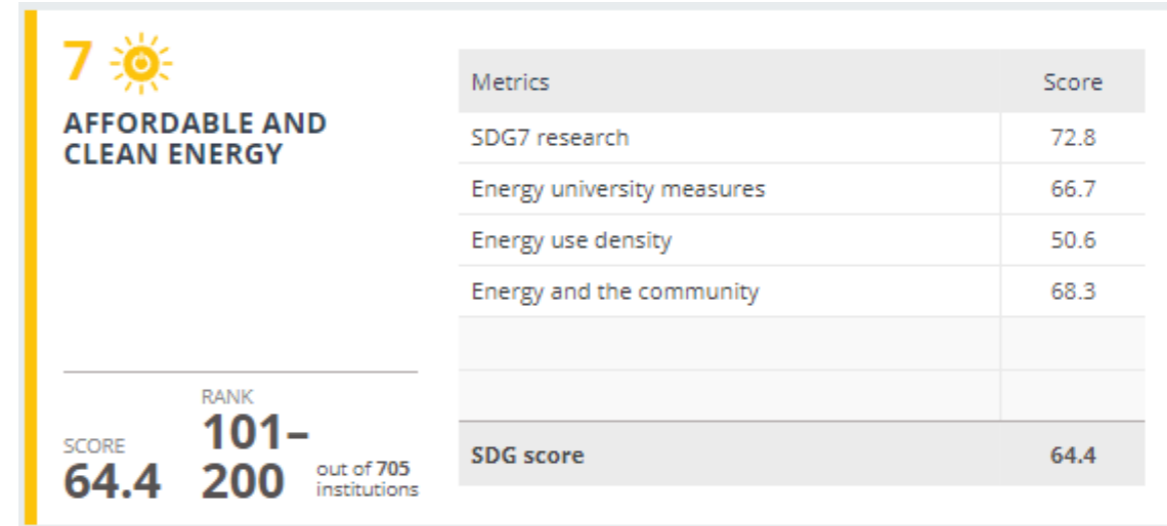 7
AFFORDABLE AND
CLEAN ENERGY
SCORE
64.4
RANK
101–
200
out of 705
institutions
Metrics Score
SDG7 research 72.8
Energy university measures 66.7
Energy use density 50.6
Energy and the community 68.3
SDG score 64.4